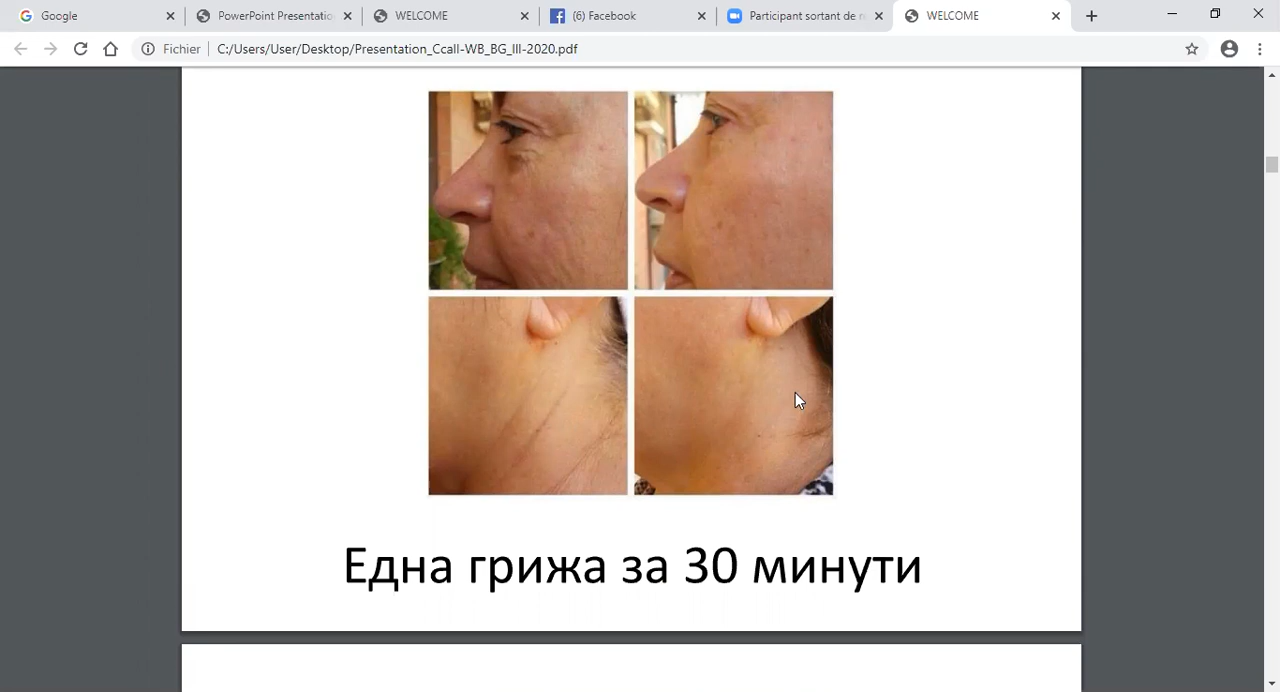 Google
PowerPoint Presentatio
WELCOME
(6) Facebook
Participant sortant de
WELCOME
Fichier
C:/Users/User/Desktop/Presentation_Ccall-WB_BG_III-2020.pdf
Една грижа за 30 минути